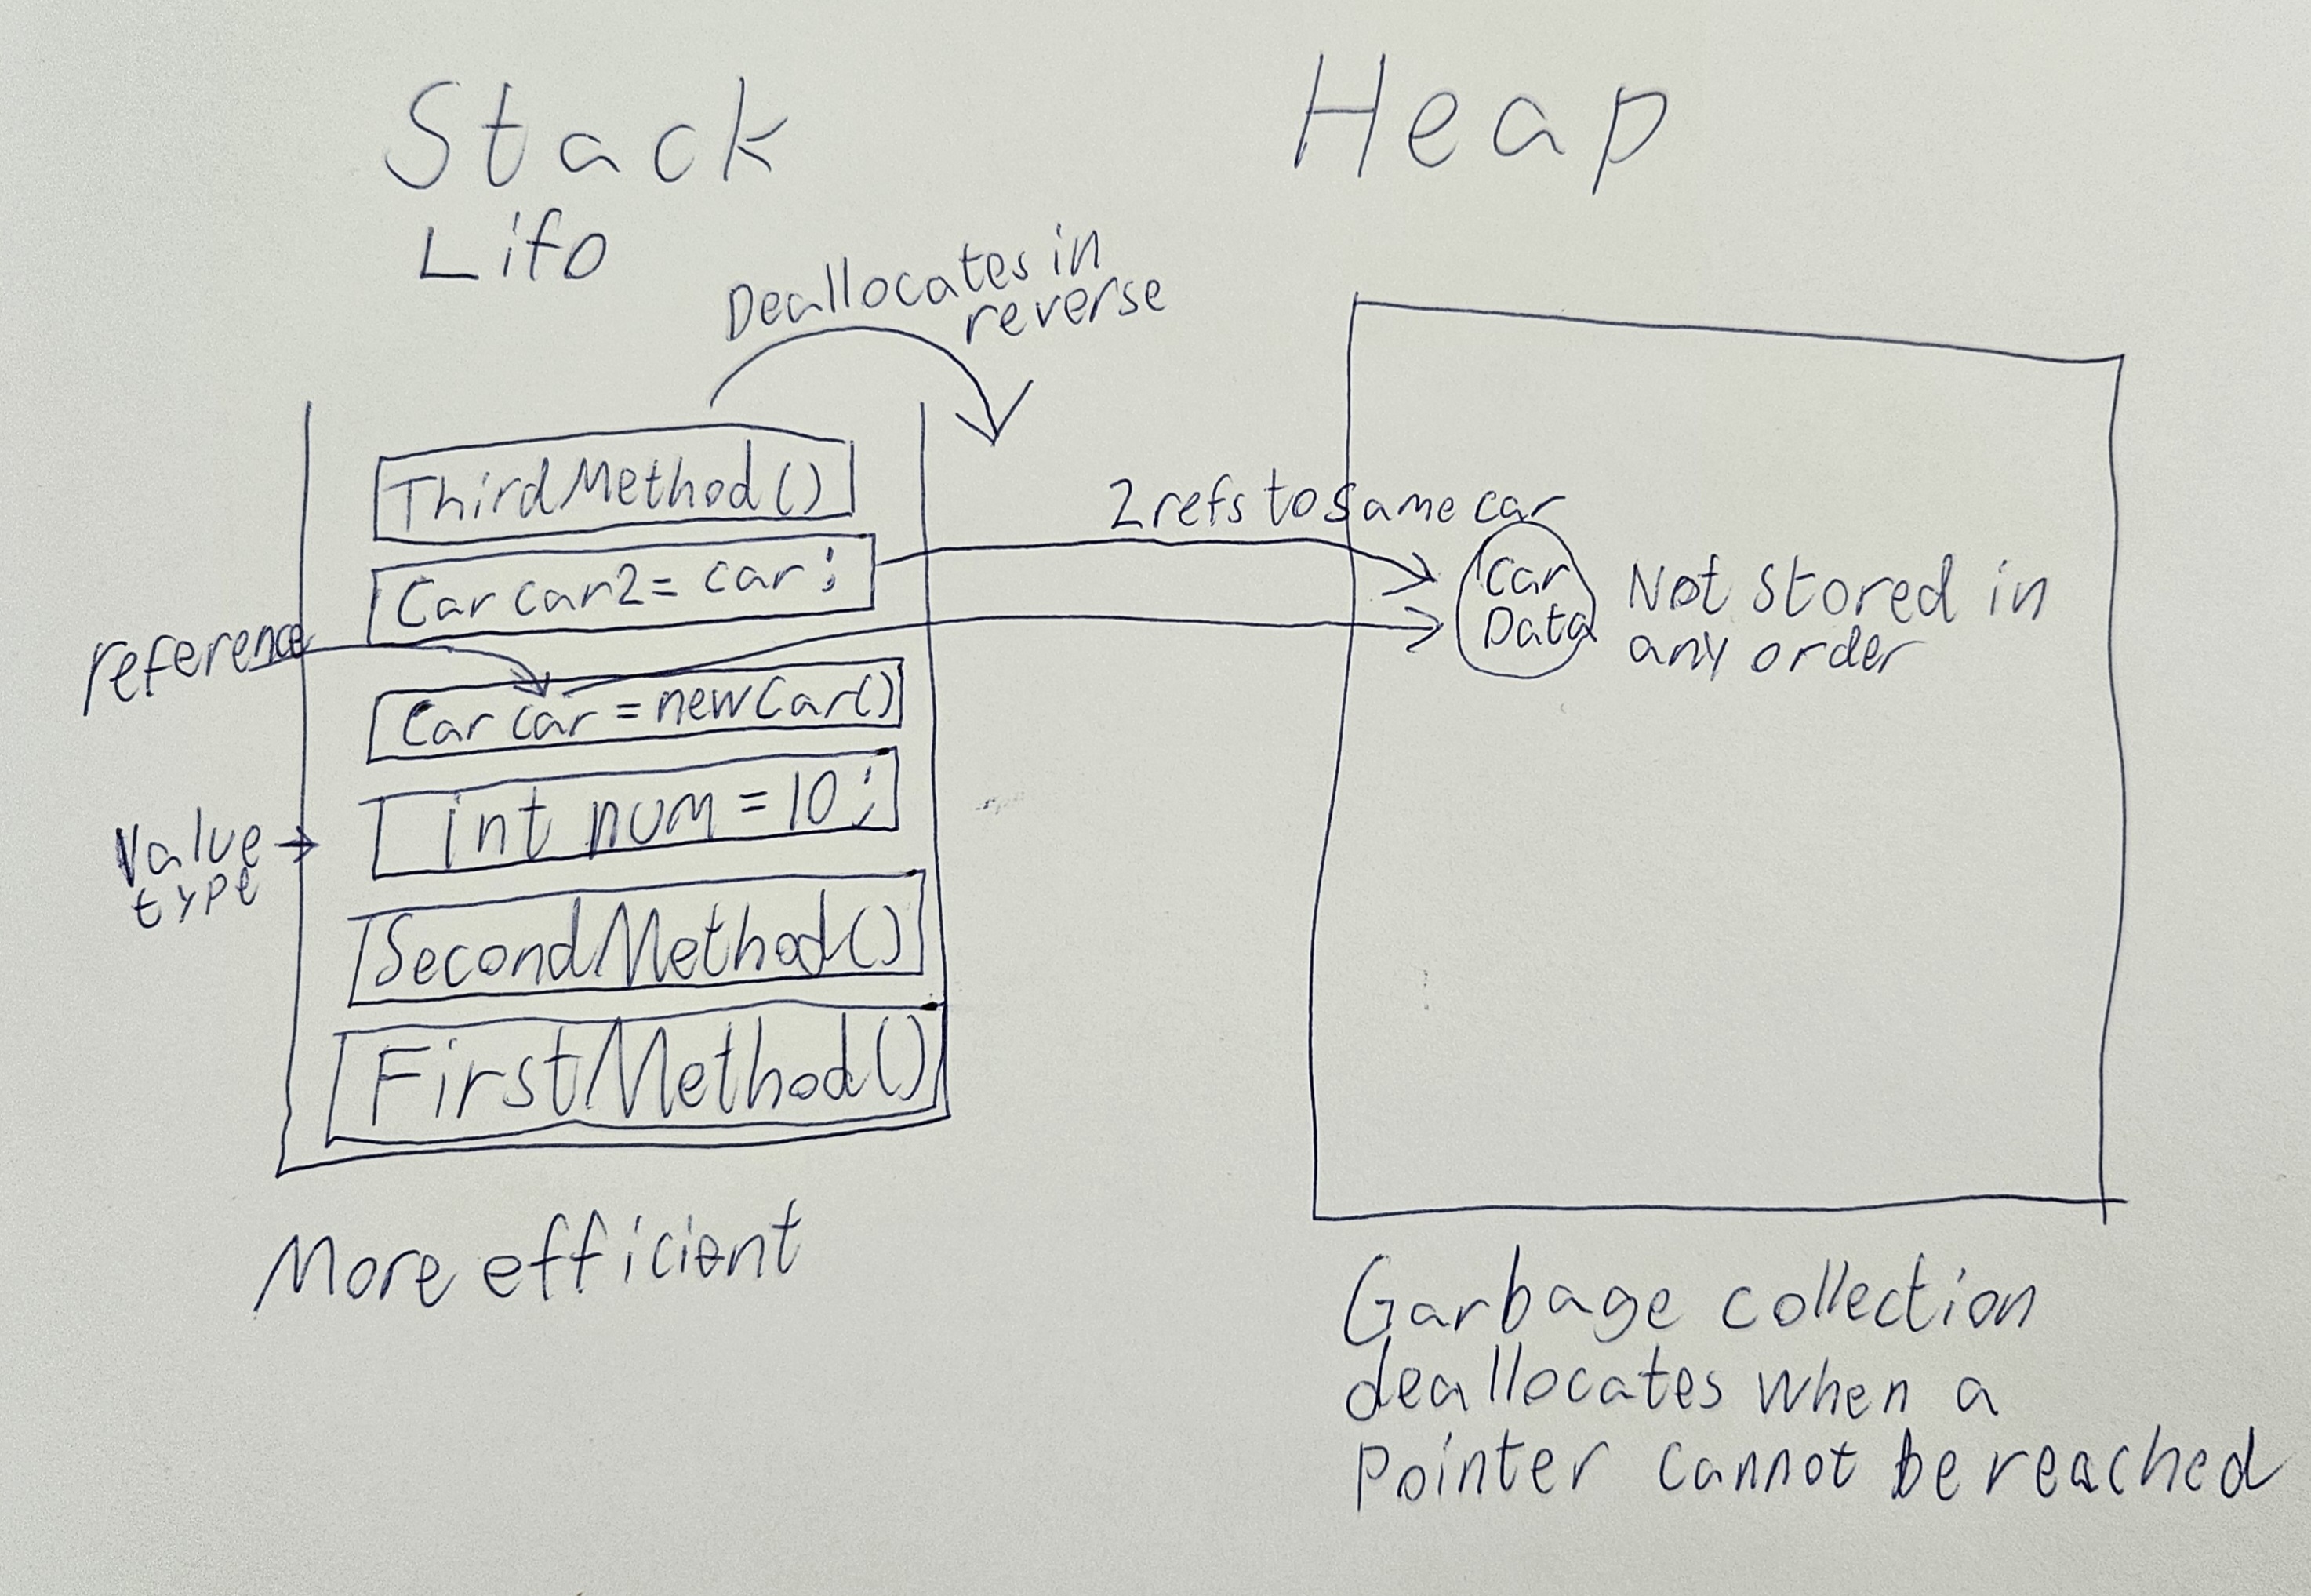 Stack
Lifo
Deallocates in
reverse
ThirdMethod()
Car car2 = car;
reference
Car car = new Car()
int num = 10;
Value
type
SecondMethod()
FirstMethod()
More efficient
Heap
2 refs to same car
Car
Data
Not stored in
any order
Garbage collection
deallocates when a
pointer cannot be reached